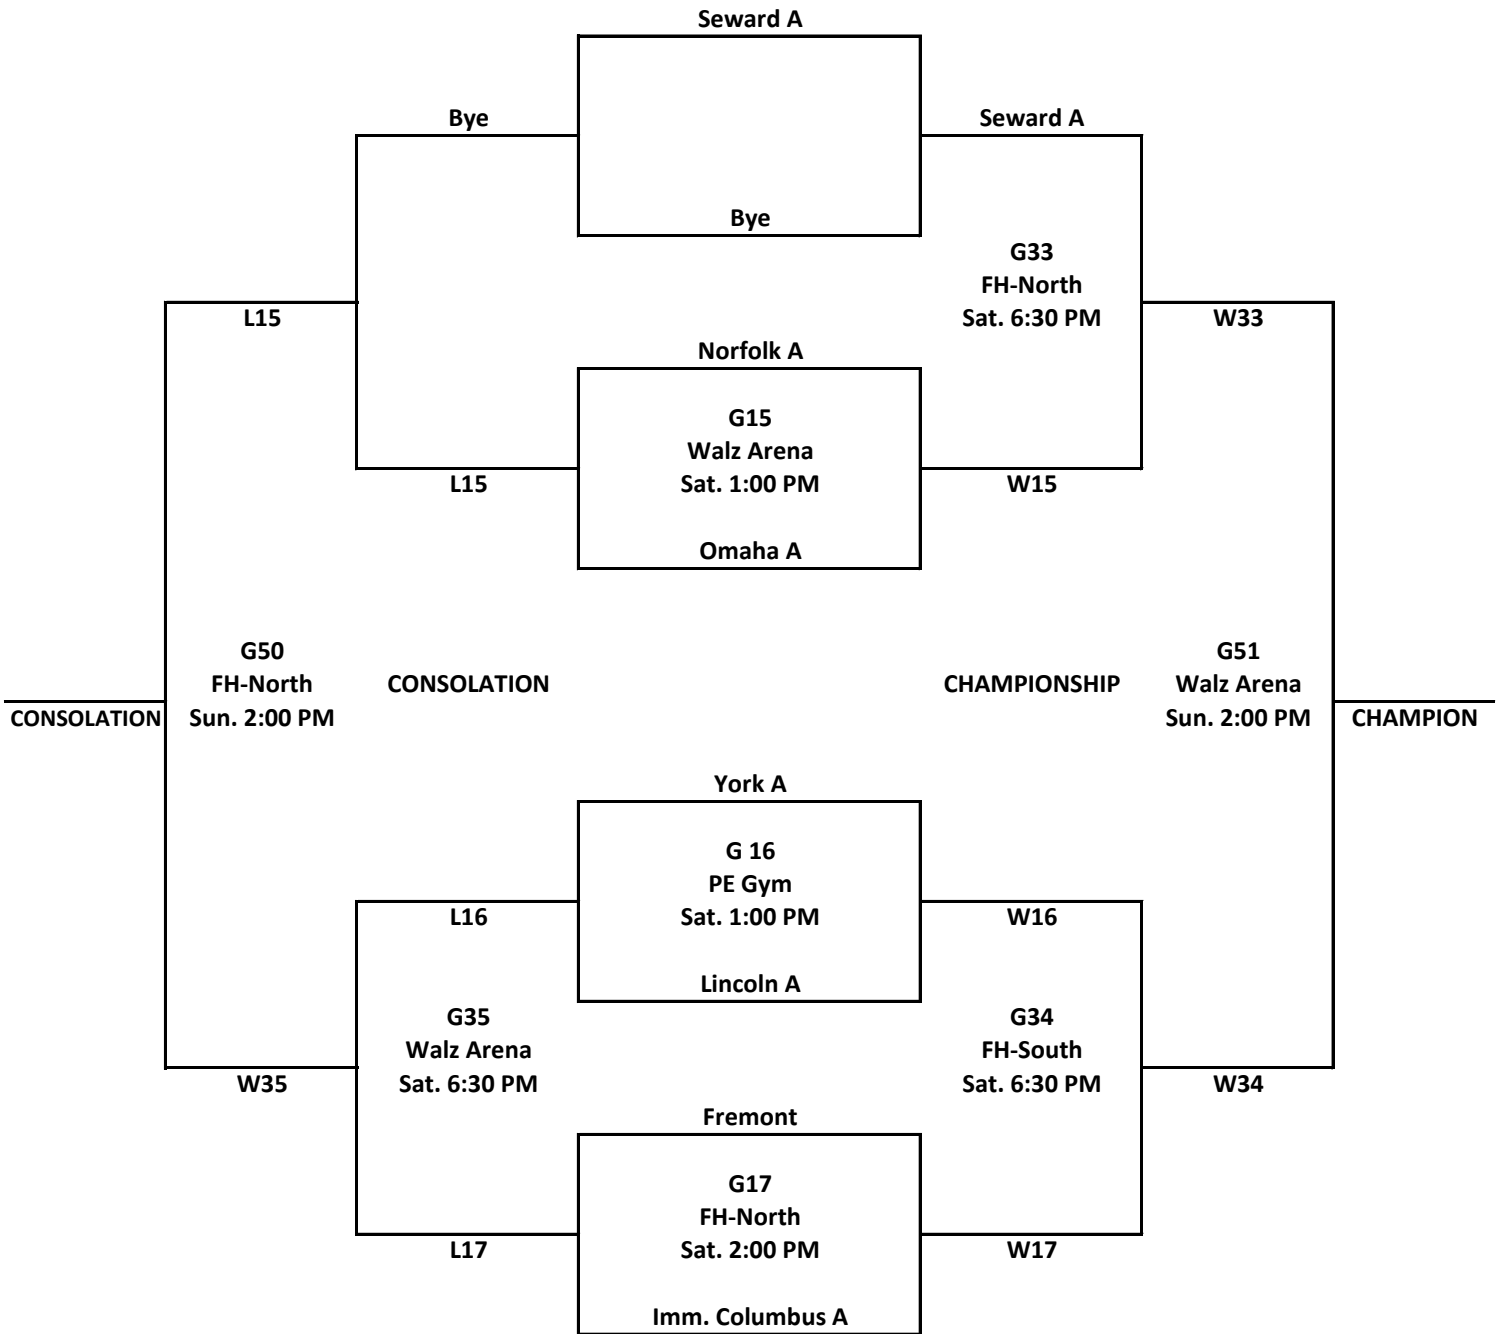 Seward A
Bye
Seward A
Bye
G33
FH-North
Sat. 6:30 PM
L15
W33
Norfolk A
G15
Walz Arena
Sat. 1:00 PM
L15
W15
Omaha A
G50
FH-North
Sun. 2:00 PM
CONSOLATION
CONSOLATION
CHAMPIONSHIP
G51
Walz Arena
Sun. 2:00 PM
CHAMPION
York A
G 16
PE Gym
Sat. 1:00 PM
L16
W16
Lincoln A
G35
Walz Arena
Sat. 6:30 PM
G34
FH-South
Sat. 6:30 PM
W35
W34
Fremont
G17
FH-North
Sat. 2:00 PM
L17
W17
Imm. Columbus A